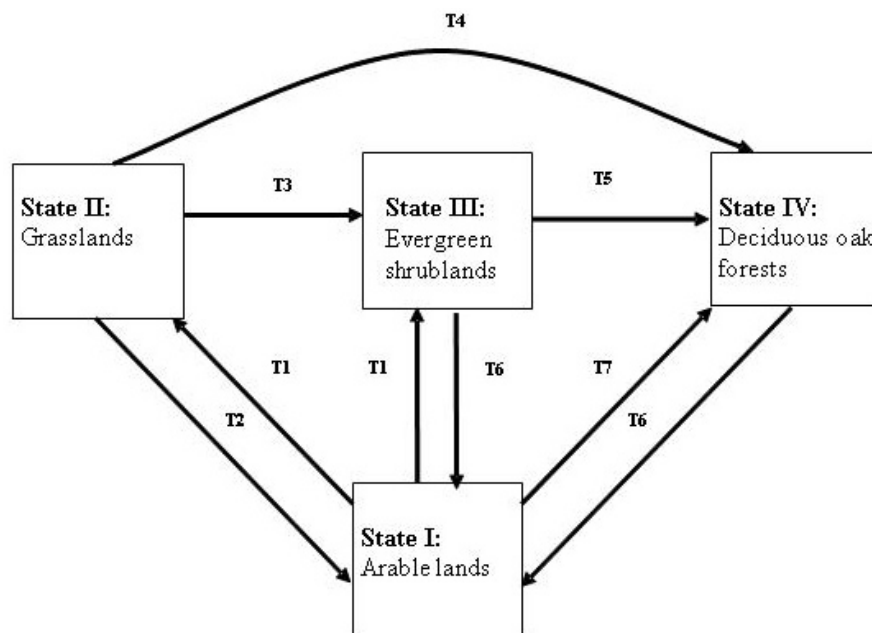 T4
T3
T5
State II:
Grasslands
State III:
Evergreen
shrublands
State IV:
Deciduous oak
forests
T1
T1
T6
T7
T2
T6
State I:
Arable lands